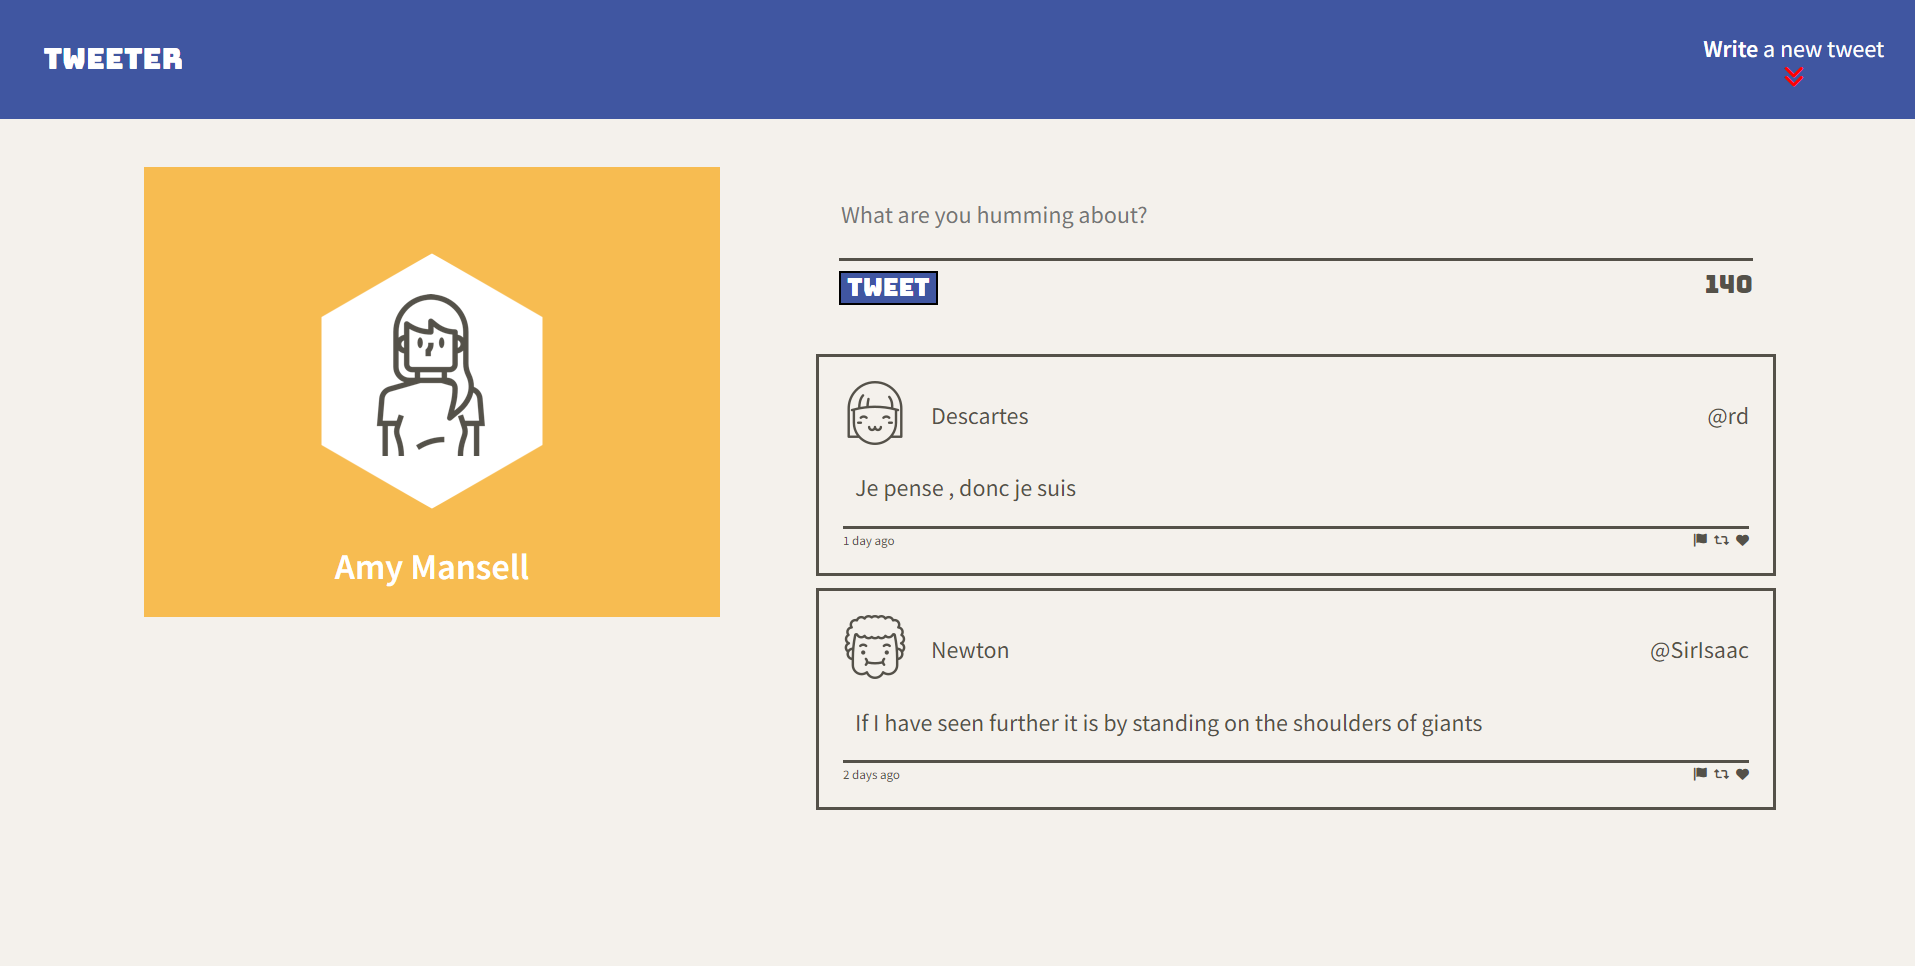 TWEETER
Write a new tweet
Amy Mansell
What are you humming about?
TWEET
140
Descartes
@rd
Je pense , donc je suis
1 day ago
Newton
@SirIsaac
If I have seen further it is by standing on the shoulders of giants
2 days ago